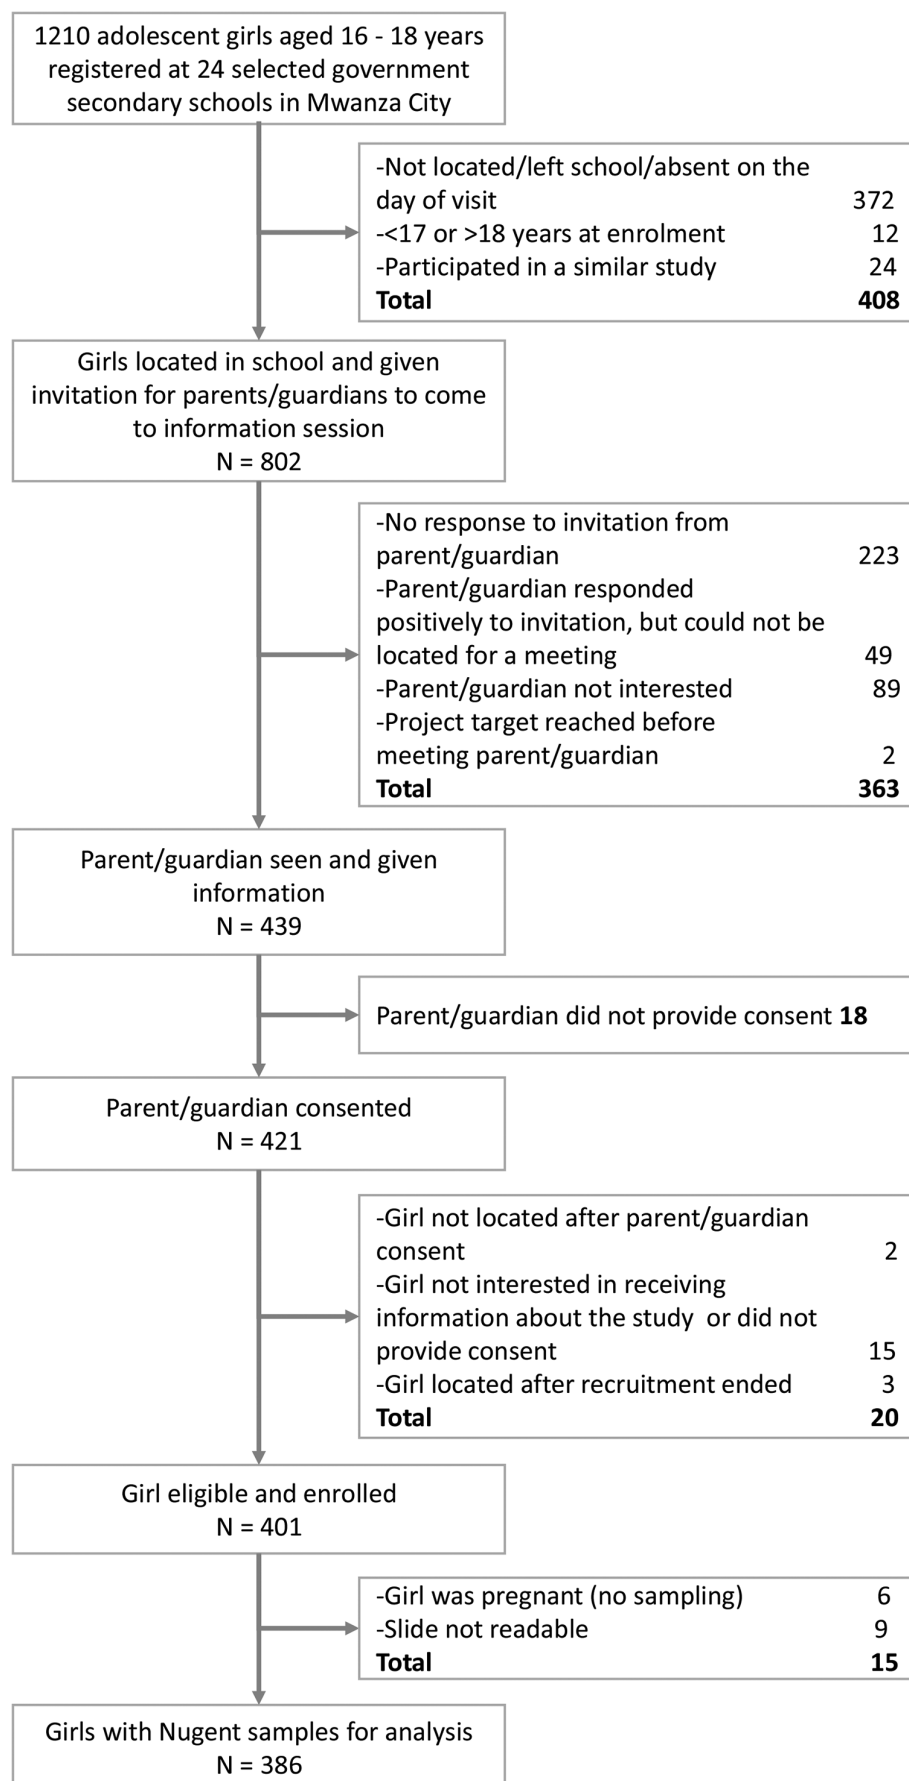 1210 adolescent girls aged 16 - 18 years
registered at 24 selected government
secondary schools in Mwanza City
-Not located/left school/absent on the
day of visit 372
-<17 or >18 years at enrolment 12
-Participated in a similar study 24
Total 408
Girls located in school and given
invitation for parents/guardians to come
to information session
N = 802
-No response to invitation from
parent/guardian 223
-Parent/guardian responded
positively to invitation, but could not be
located for a meeting 49
-Parent/guardian not interested 89
-Project target reached before
meeting parent/guardian 2
Total 363
Parent/guardian seen and given
information
N = 439
Parent/guardian did not provide consent 18
Parent/guardian consented
N = 421
-Girl not located after parent/guardian
consent 2
-Girl not interested in receiving
information about the study or did not
provide consent 15
-Girl located after recruitment ended 3
Total 20
Girl eligible and enrolled
N = 401
-Girl was pregnant (no sampling) 6
-Slide not readable 9
Total 15
Girls with Nugent samples for analysis
N = 386